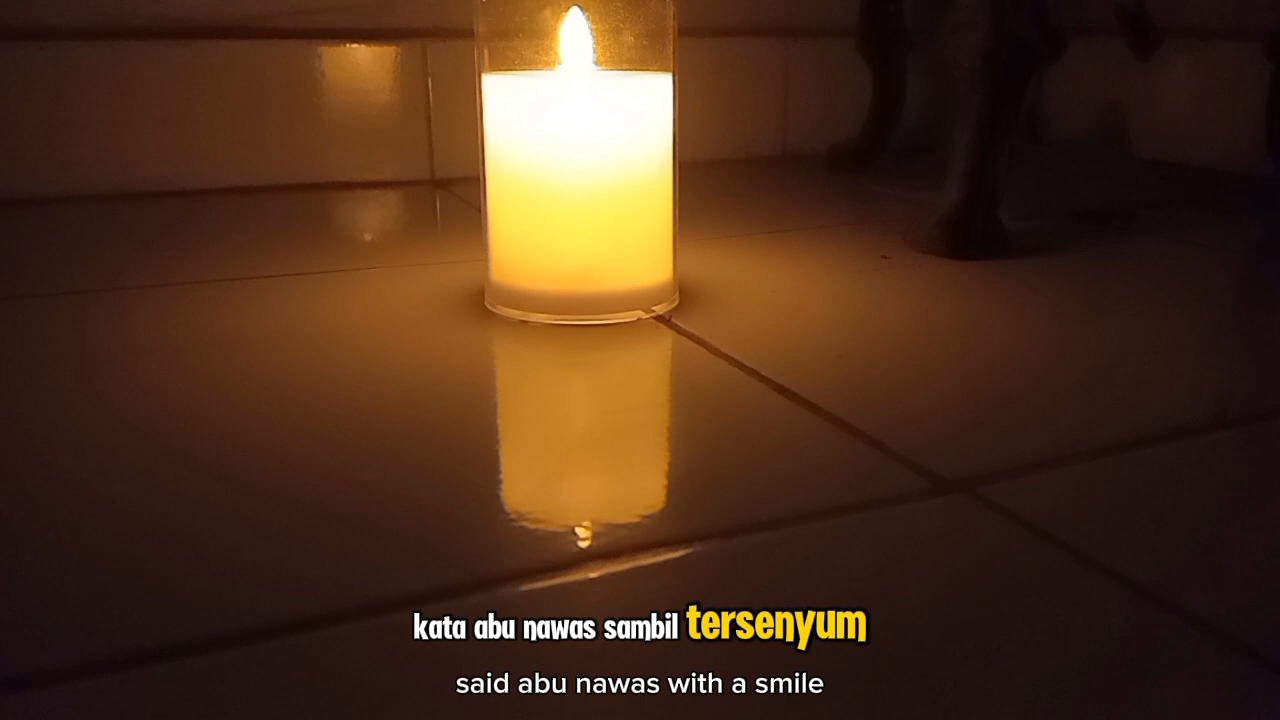 kata abu nawas sambil tersenyum
said abu nawas with a smile